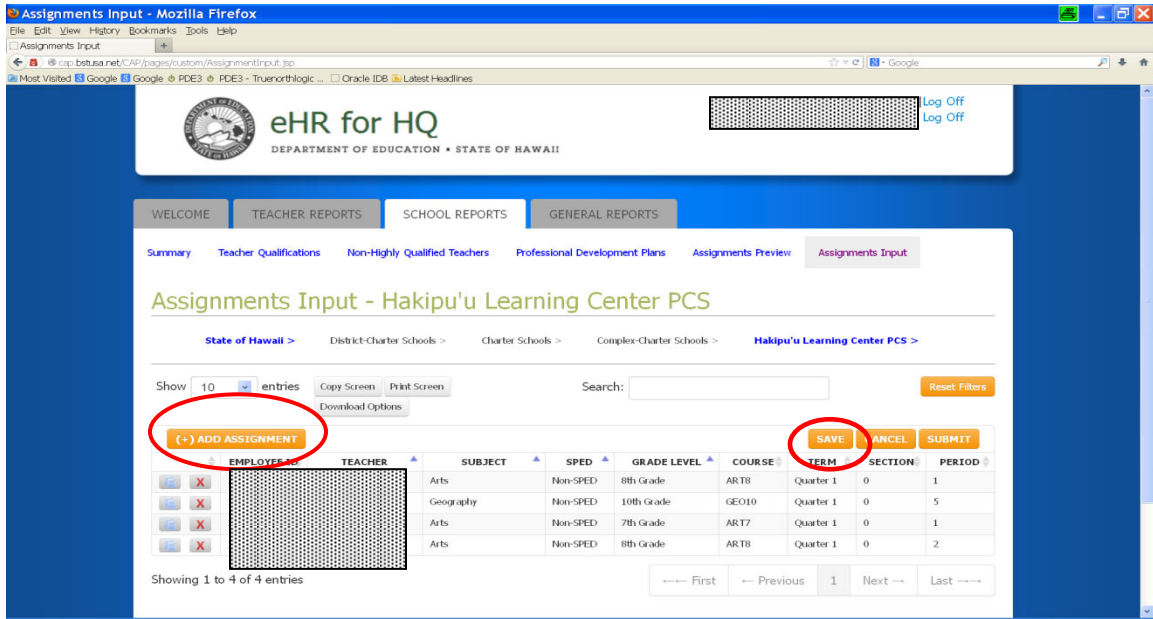 Assignments Input - Mozilla Firefox
File Edit View History Bookmarks Tools Help
Assignments Input +
cap.bstusa.net/CAP/pages/custom/AssignmentInput.jsp Google
Most Visited Google Google PDE3 PDE3 - Truenorthlogic ... Oracle IDB Latest Headlines
eHR for HQ
DEPARTMENT OF EDUCATION • STATE OF HAWAII
Log Off
Log Off
WELCOME TEACHER REPORTS SCHOOL REPORTS GENERAL REPORTS
Summary Teacher Qualifications Non-Highly Qualified Teachers Professional Development Plans Assignments Preview Assignments Input
Assignments Input - Hakipu'u Learning Center PCS
State of Hawaii > District-Charter Schools > Charter Schools > Complex-Charter Schools > Hakipu'u Learning Center PCS >
Show 10 entries Copy Screen Print Screen Search: Reset Filters
Download Options
(+) ADD ASSIGNMENT SAVE CANCEL SUBMIT
EMPLOYEE ID TEACHER SUBJECT SPED GRADE LEVEL COURSE TERM SECTION PERIOD
X Arts Non-SPED 8th Grade ART8 Quarter 1 0 1
X Geography Non-SPED 10th Grade GEO10 Quarter 1 0 5
X Arts Non-SPED 7th Grade ART7 Quarter 1 0 1
X Arts Non-SPED 8th Grade ART8 Quarter 1 0 2
Showing 1 to 4 of 4 entries ←← First ← Previous 1 Next → Last →→